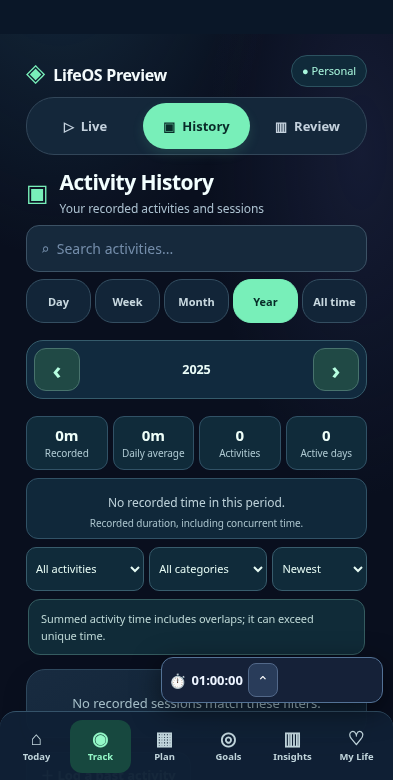 LifeOS Preview
Personal
Live
History
Review
Activity History
Your recorded activities and sessions
Search activities...
Day
Week
Month
Year
All time
2025
0m
Recorded
0m
Daily average
0
Activities
0
Active days
No recorded time in this period.
Recorded duration, including concurrent time.
All activities
All categories
Newest
Summed activity time includes overlaps; it can exceed
unique time.
01:00:00
No recorded sessions match these filters.
Today
Track
Plan
Goals
Insights
My Life